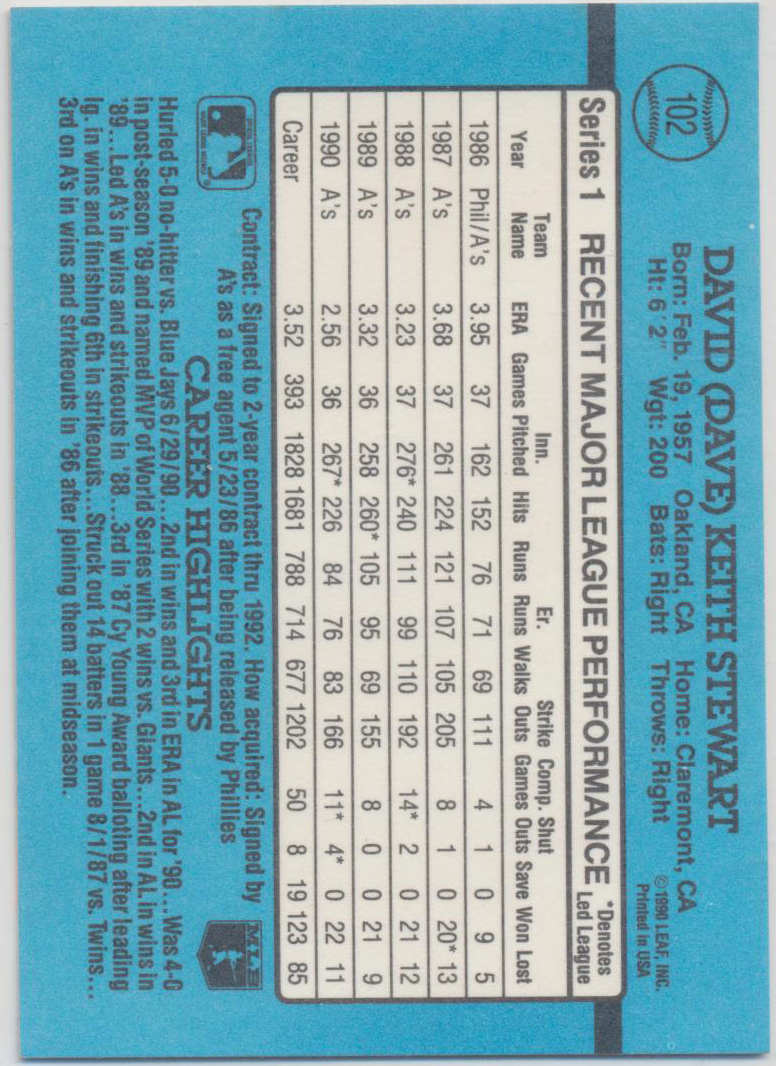 102
DAVID (DAVE) KEITH STEWART
Born: Feb. 19, 1957 Oakland, CA Home: Claremont, CA
Ht: 6'2" Wgt: 200 Bats: Right Throws: Right
©1990 LEAF, INC.
Printed in USA
Series 1 RECENT MAJOR LEAGUE PERFORMANCE *Denotes
Led League
Team Inn. Er. Strike Comp. Shut
Year Name ERA Games Pitched Hits Runs Runs Walks Outs Games Outs Save Won Lost
1986 Phil/A's 3.95 37 162 152 76 71 69 111 4 1 0 9 5
1987 A's 3.68 37 261 224 121 107 105 205 8 1 0 20* 13
1988 A's 3.23 37 276* 240 111 99 110 192 14* 2 0 21 12
1989 A's 3.32 36 258 260* 105 95 69 155 8 0 0 21 9
1990 A's 2.56 36 267* 226 84 76 83 166 11* 4* 0 22 11
Career 3.52 393 1828 1681 788 714 677 1202 50 8 19 123 85
OFFICIAL LICENSEE
MAJOR LEAGUE BASEBALL
Contract: Signed to 2-year contract thru 1992. How acquired: Signed by
A's as a free agent 5/23/86 after being released by Phillies
MLB
CAREER HIGHLIGHTS
Hurled 5-0 no-hitter vs. Blue Jays 6/29/90...2nd in wins and 3rd in ERA in AL for '90...Was 4-0
in post-season '89 and named MVP of World Series with 2 wins vs. Giants...2nd in AL in wins in
'89...Led A's in wins and strikeouts in '88...3rd in '87 Cy Young Award balloting after leading
lg. in wins and finishing 6th in strikeouts...Struck out 14 batters in 1 game 8/1/87 vs. Twins...
3rd on A's in wins and strikeouts in '86 after joining them at midseason.